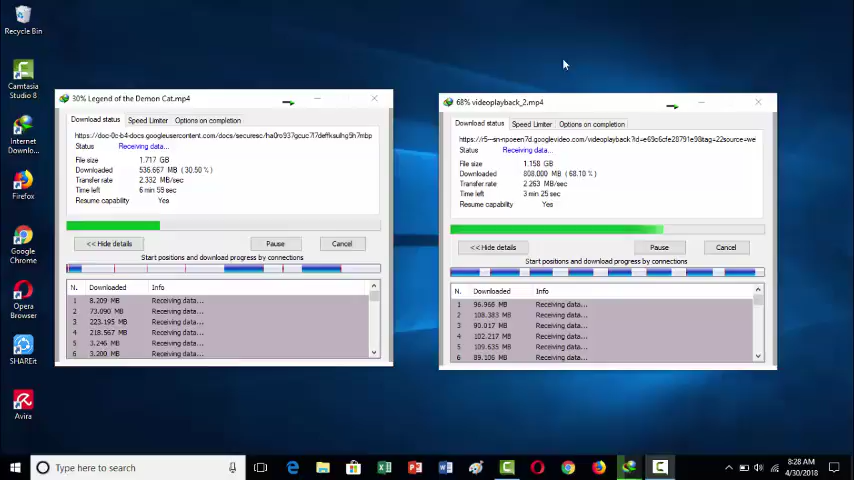 Recycle Bin
Camtasia
Studio 8
Internet
Downlo...
Firefox
Google
Chrome
Opera
Browser
SHAREit
Avira
30% Legend of the Demon Cat.mp4
Download status
Speed Limiter
Options on completion
Status
Receiving data...
File size
1.717 GB
Downloaded
536.667 MB ( 30.50 % )
Transfer rate
2.332 MB/sec
Time left
6 min 59 sec
Resume capability
Yes
<< Hide details
Pause
Cancel
Start positions and download progress by connections
N. Downloaded Info
1 8.209 MB Receiving data...
2 73.090 MB Receiving data...
3 223.195 MB Receiving data...
4 218.567 MB Receiving data...
5 3.246 MB Receiving data...
6 3.200 MB Receiving data...
68% videoplayback_2.mp4
Download status
Speed Limiter
Options on completion
Status
Receiving data...
File size
1.158 GB
Downloaded
808.000 MB ( 68.10 % )
Transfer rate
2.263 MB/sec
Time left
3 min 25 sec
Resume capability
Yes
<< Hide details
Pause
Cancel
Start positions and download progress by connections
N. Downloaded Info
1 96.966 MB Receiving data...
2 108.383 MB Receiving data...
3 90.017 MB Receiving data...
4 102.217 MB Receiving data...
5 109.635 MB Receiving data...
6 89.106 MB Receiving data...
Type here to search
8:28 AM
4/30/2018